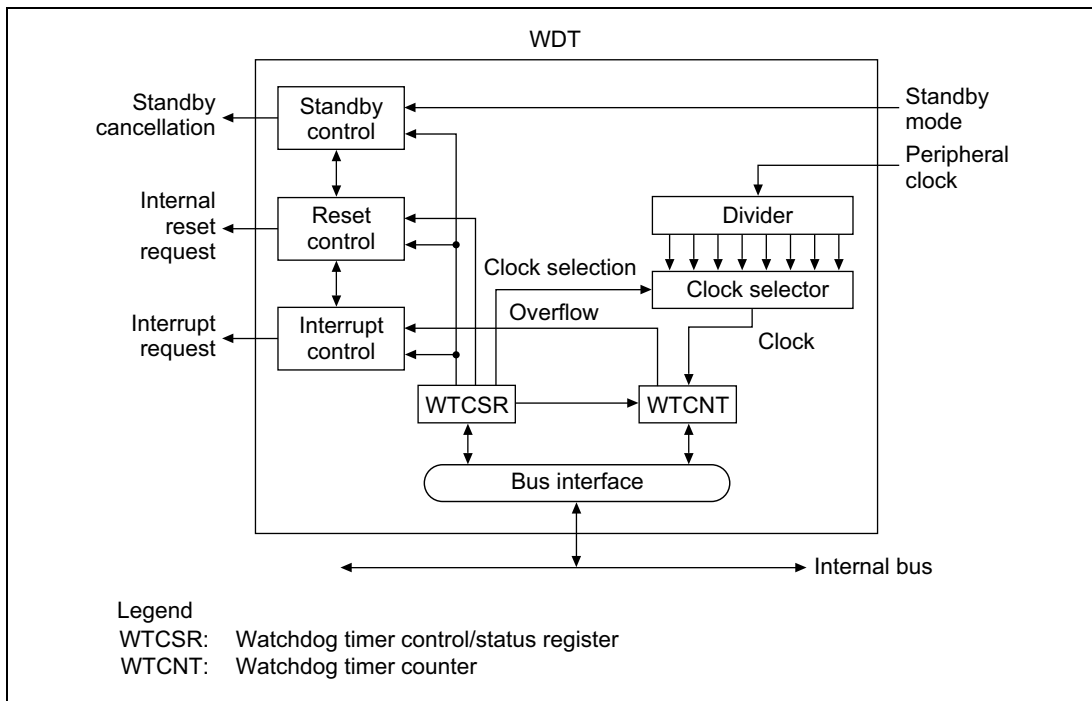 WDT
Standby
cancellation
Standby
control
Standby
mode
Peripheral
clock
Internal
reset
request
Reset
control
Divider
Clock selection
Clock selector
Overflow
Interrupt
request
Interrupt
control
Clock
WTCSR
WTCNT
Bus interface
Internal bus
Legend
WTCSR: Watchdog timer control/status register
WTCNT: Watchdog timer counter